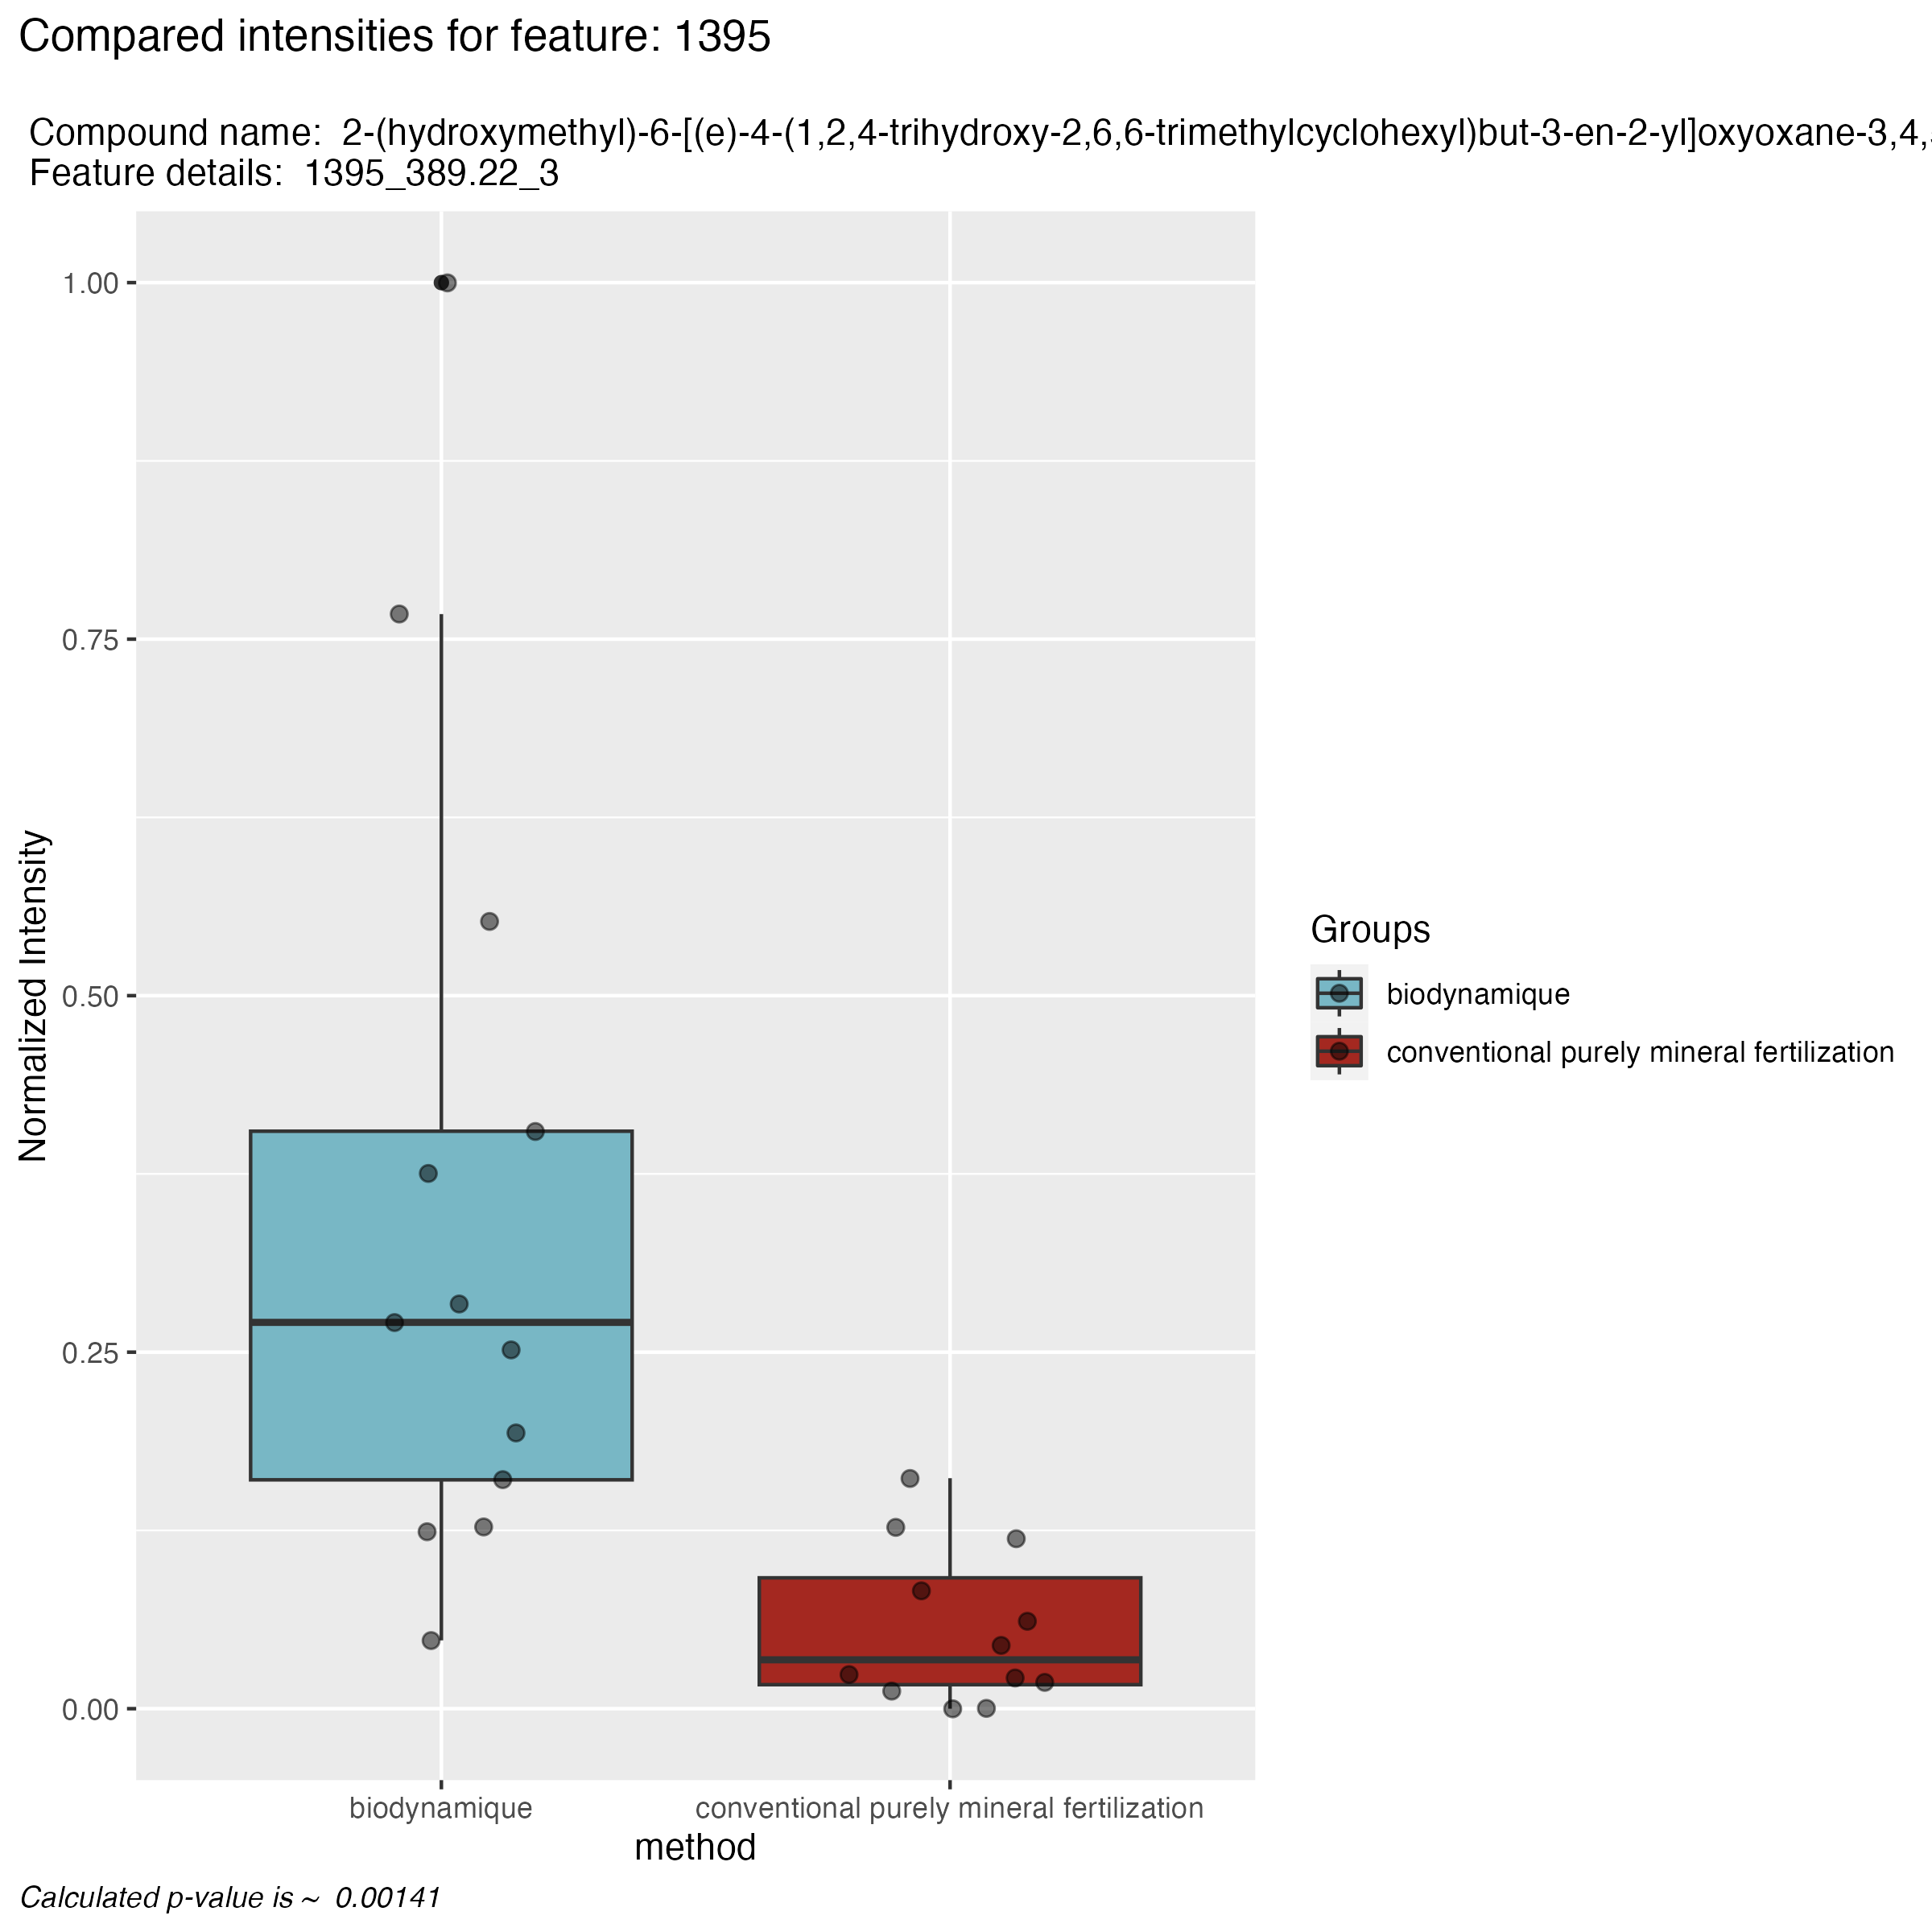 Compared intensities for feature: 1395
Compound name:  2-(hydroxymethyl)-6-[(e)-4-(1,2,4-trihydroxy-2,6,6-trimethylcyclohexyl)but-3-en-2-yl]oxyoxane-3,4,
Feature details:  1395_389.22_3
Normalized Intensity
1.00
0.75
0.50
0.25
0.00
biodynamique
conventional purely mineral fertilization
method
Groups
biodynamique
conventional purely mineral fertilization
Calculated p-value is ~  0.00141